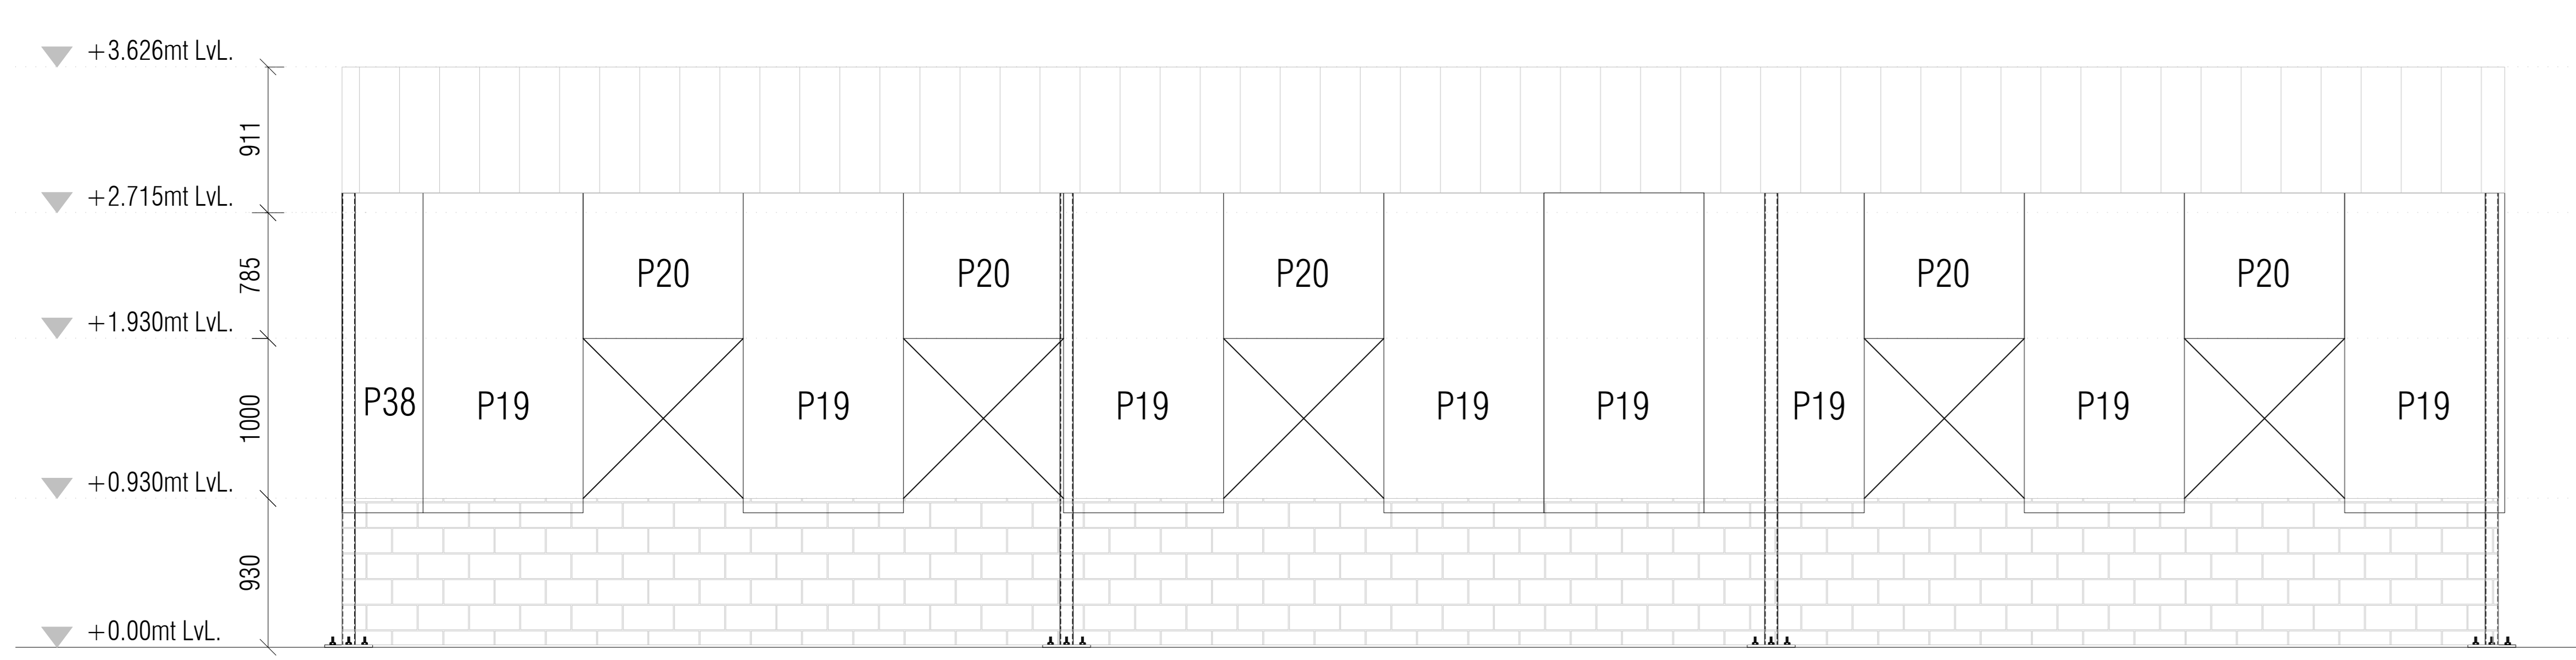 +3.626mt LvL.
911
+2.715mt LvL.
785
P20 P20 P20 P20 P20
+1.930mt LvL.
1000
P38 P19 P19 P19 P19 P19 P19 P19 P19
+0.930mt LvL.
930
+0.00mt LvL.